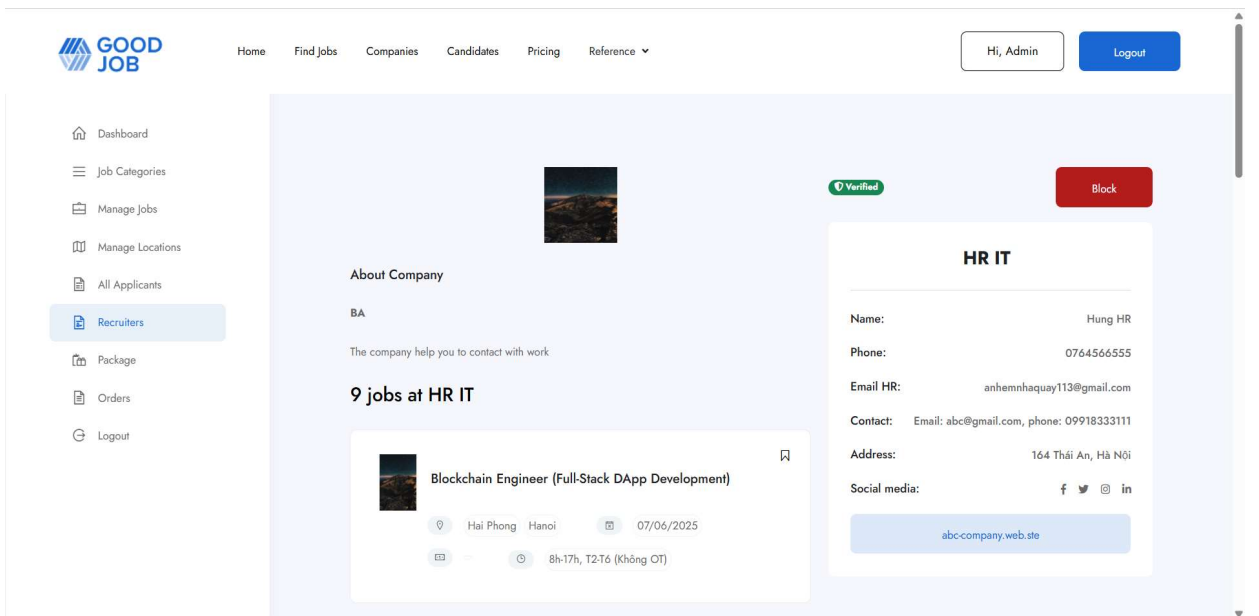 GOOD
JOB
Home Find Jobs Companies Candidates Pricing Reference
Hi, Admin
Logout
Dashboard
Job Categories
Manage Jobs
Manage Locations
All Applicants
Recruiters
Package
Orders
Logout
About Company
BA
The company help you to contact with work
9 jobs at HR IT
Blockchain Engineer (Full-Stack DApp Development)
Hai Phong Hanoi 07/06/2025
8h-17h, T2-T6 (Không OT)
Verified
Block
HR IT
Name: Hung HR
Phone: 0764566555
Email HR: anhemnhaquay113@gmail.com
Contact: Email: abc@gmail.com, phone: 09918333111
Address: 164 Thái An, Hà Nội
Social media:
abc-company.web.ste